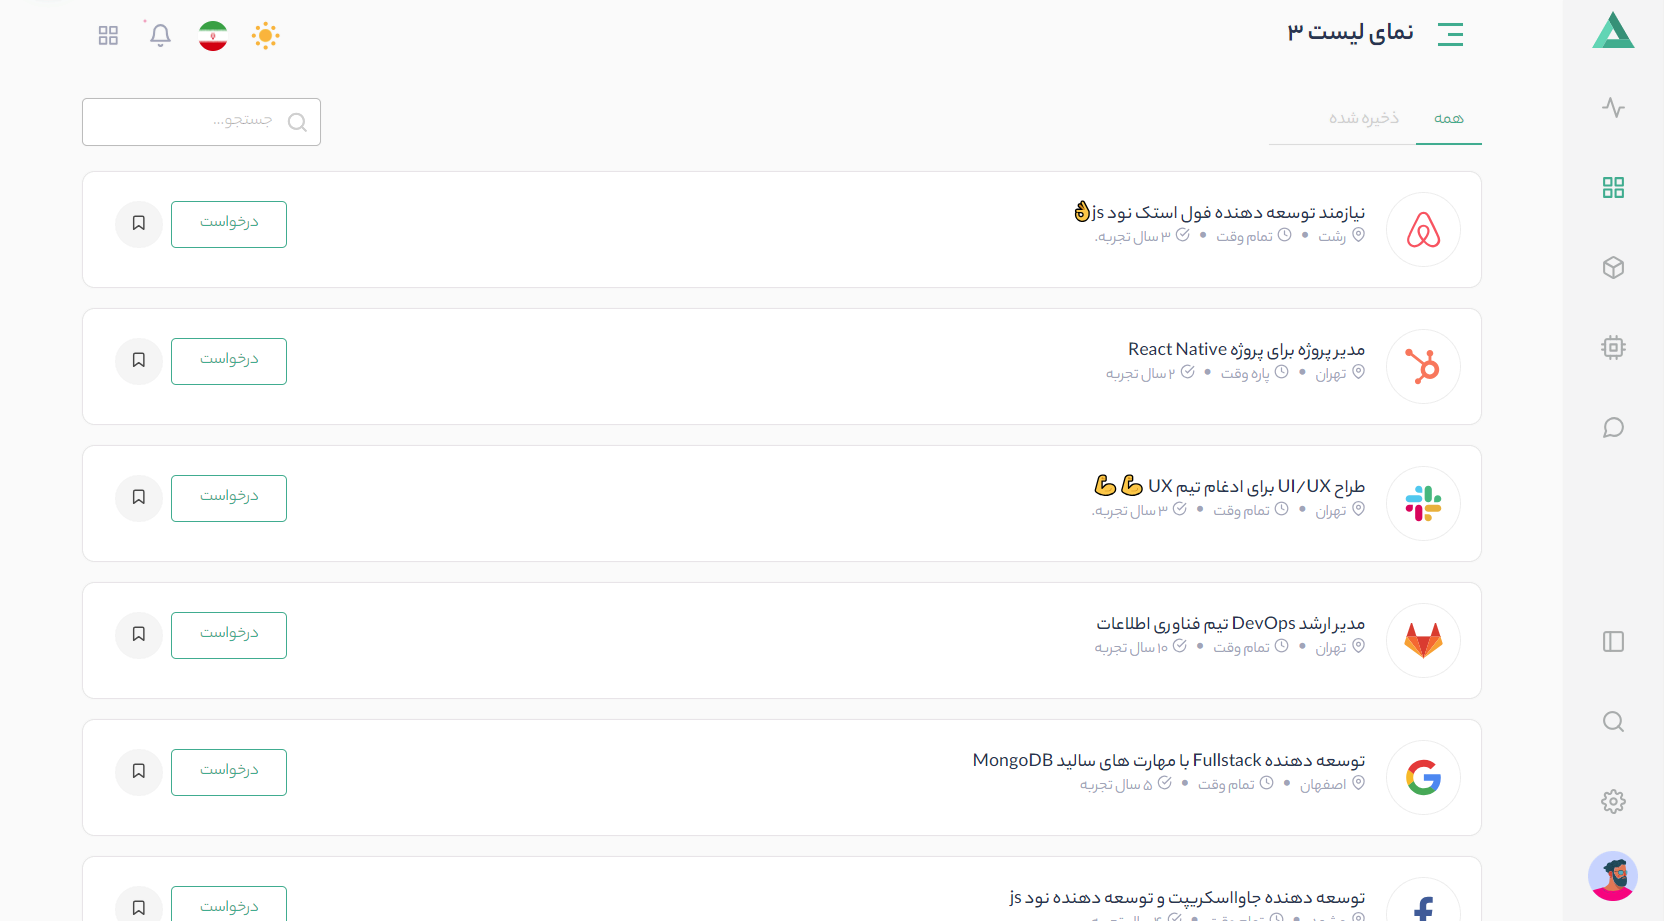 نمای لیست ۳
همه
ذخیره شده
جستجو...
نیازمند توسعه دهنده فول استک نود js👌
رشت • تمام وقت • ۳ سال تجربه.
درخواست
مدیر پروژه برای پروژه React Native
تهران • پاره وقت • ۲ سال تجربه
درخواست
طراح UI/UX برای ادغام تیم UX 💪 💪
تهران • تمام وقت • ۳ سال تجربه.
درخواست
مدیر ارشد DevOps تیم فناوری اطلاعات
تهران • تمام وقت • ۱۰ سال تجربه
درخواست
توسعه دهنده Fullstack با مهارت های سالید MongoDB
اصفهان • تمام وقت • ۵ سال تجربه
درخواست
توسعه دهنده جاوااسکریپت و توسعه دهنده نود js
درخواست